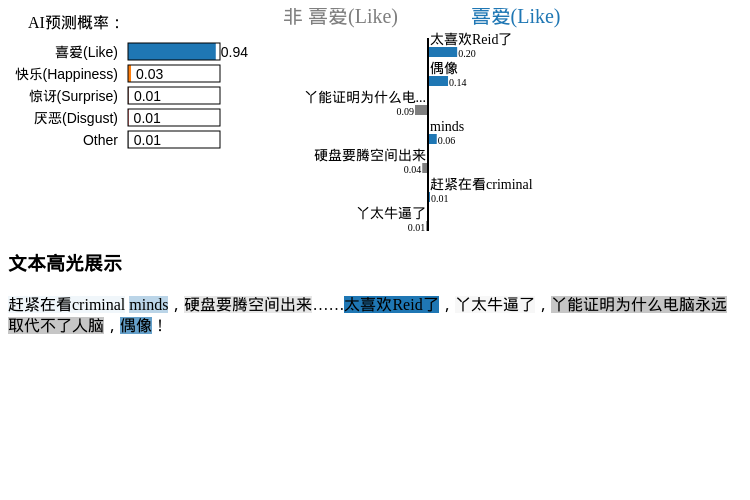 AI预测概率：
喜爱(Like) 0.94
快乐(Happiness) 0.03
惊讶(Surprise) 0.01
厌恶(Disgust) 0.01
Other 0.01
非 喜爱(Like) 喜爱(Like)
太喜欢Reid了
0.20
偶像
0.14
丫能证明为什么电...
0.09
minds
0.06
硬盘要腾空间出来
0.04
赶紧在看criminal
0.01
丫太牛逼了
0.01
文本高光展示
赶紧在看criminal minds，硬盘要腾空间出来……太喜欢Reid了，丫太牛逼了，丫能证明为什么电脑永远
取代不了人脑，偶像！